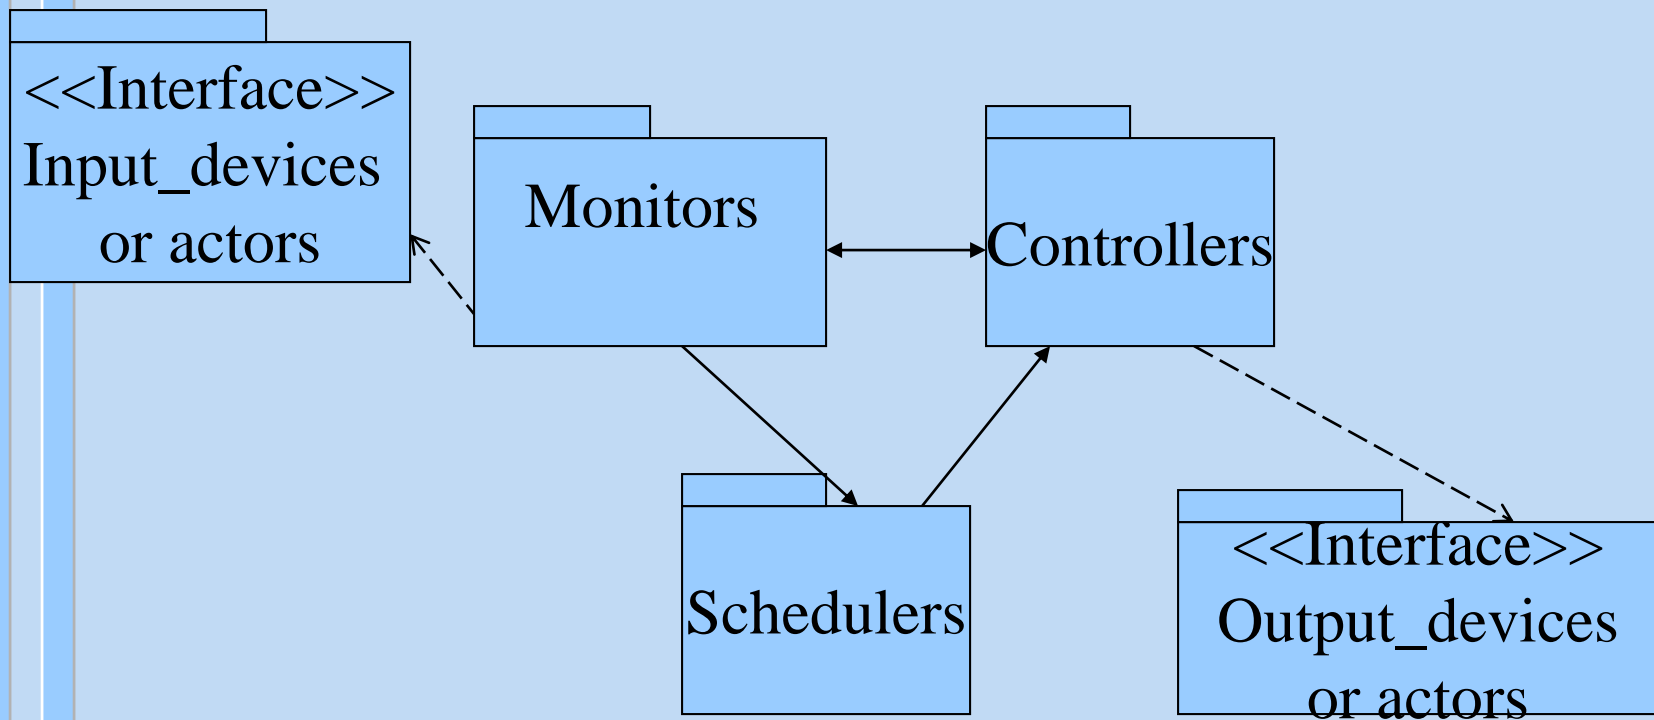 <<Interface>>
Input_devices
or actors
Monitors
Controllers
Schedulers
<<Interface>>
Output_devices
or actors